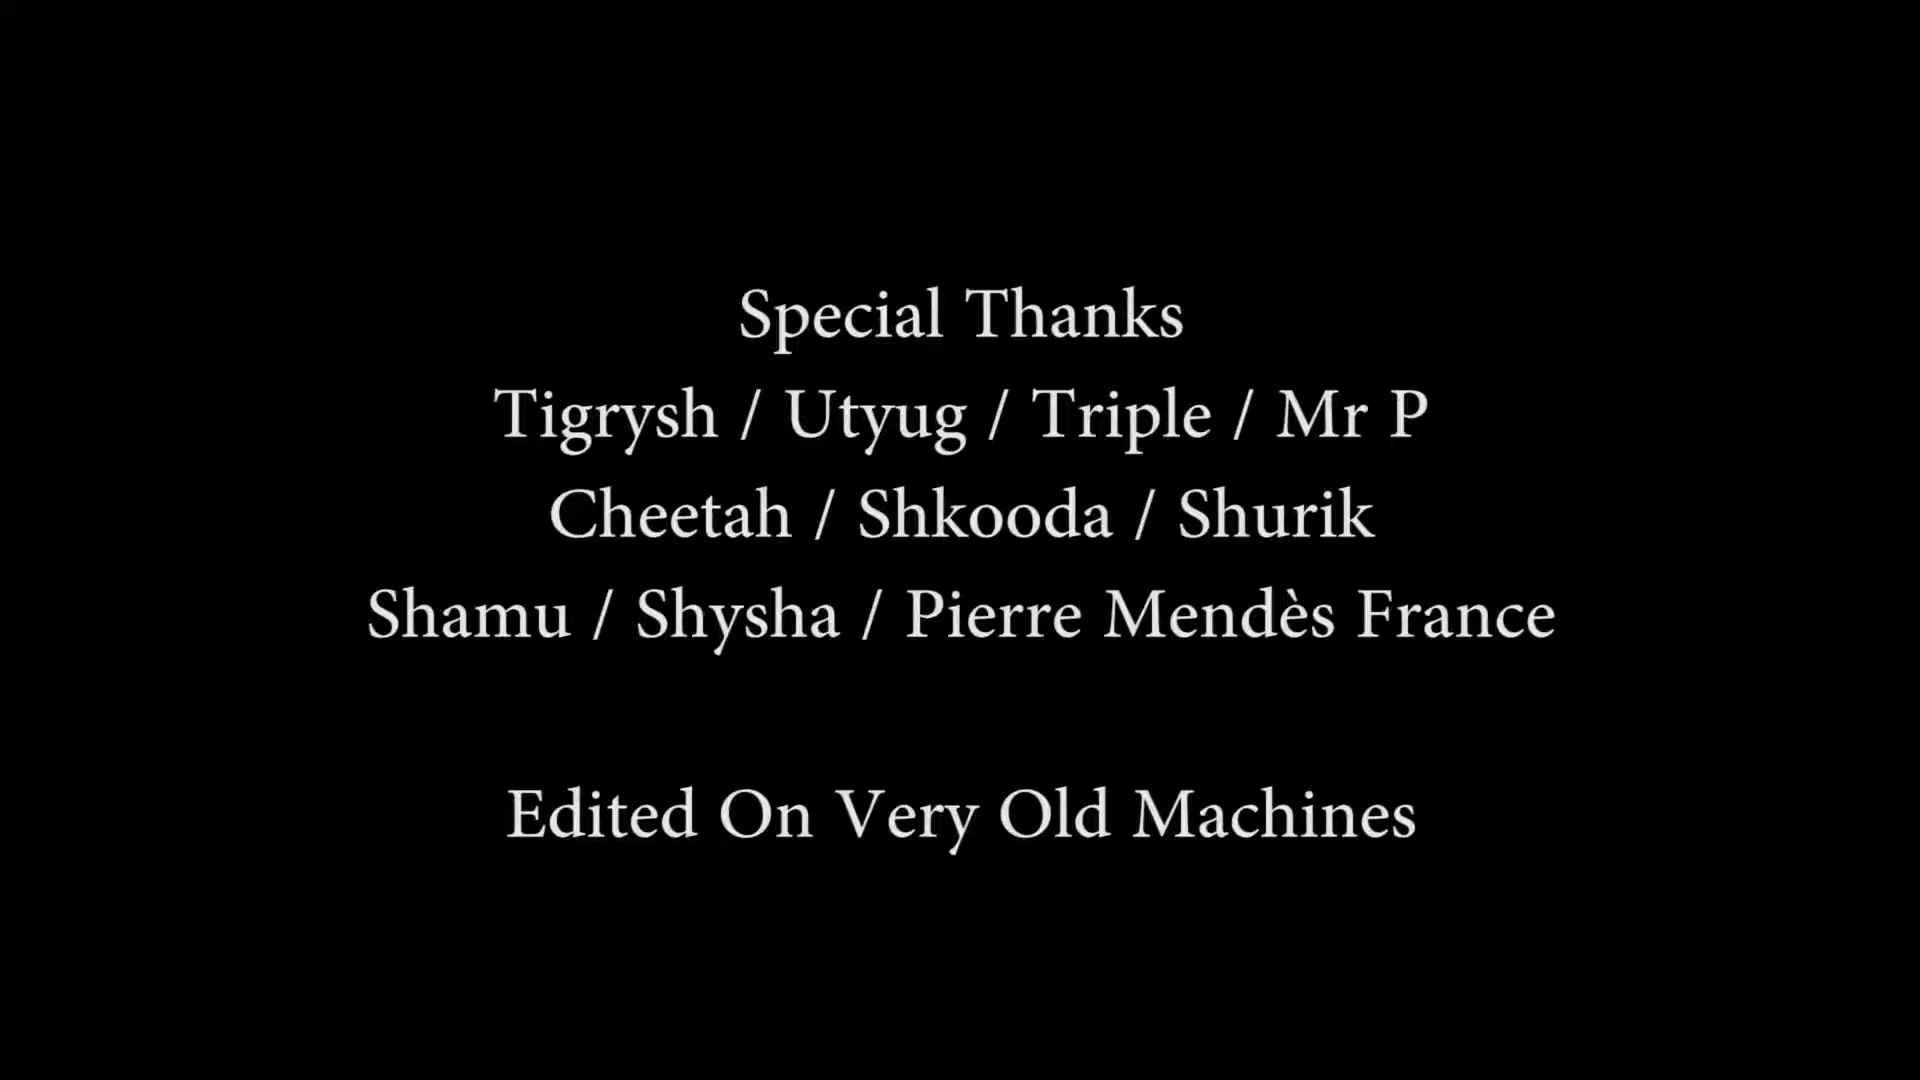 Special Thanks
Tigrysh / Utyug / Triple / Mr P
Cheetah / Shkooda / Shurik
Shamu / Shysha / Pierre Mendès France
Edited On Very Old Machines